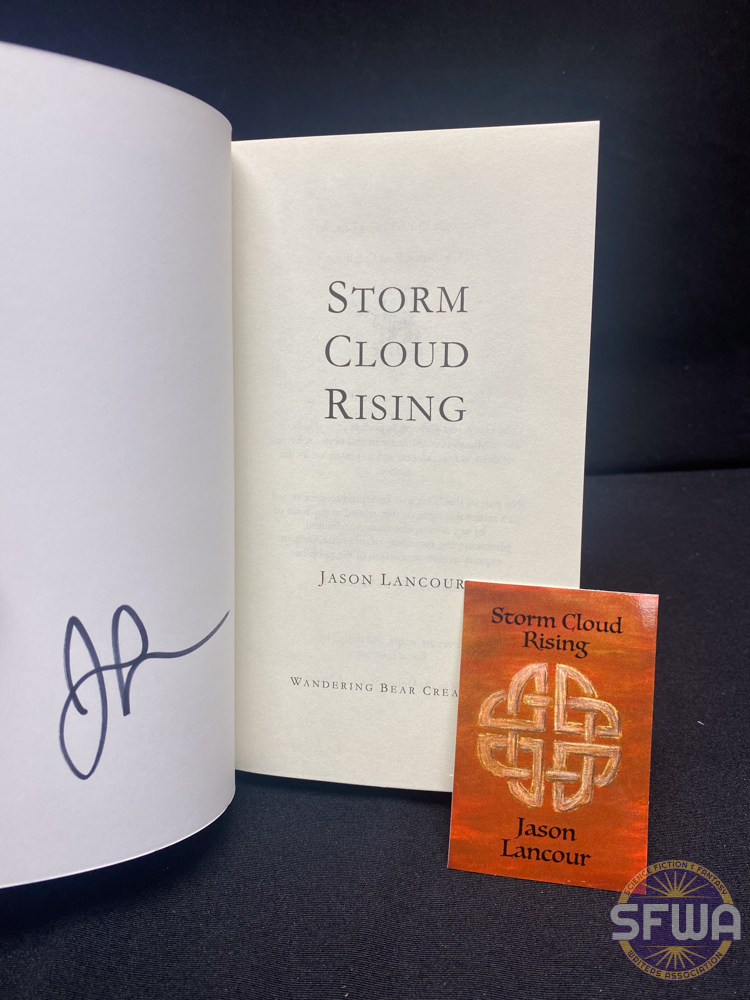 STORM
CLOUD
RISING
JASON LANCOUR
WANDERING BEAR CREA
Storm Cloud
Rising
Jason
Lancour
SCIENCE FICTION & FANTASY
SFWA
WRITERS ASSOCIATION